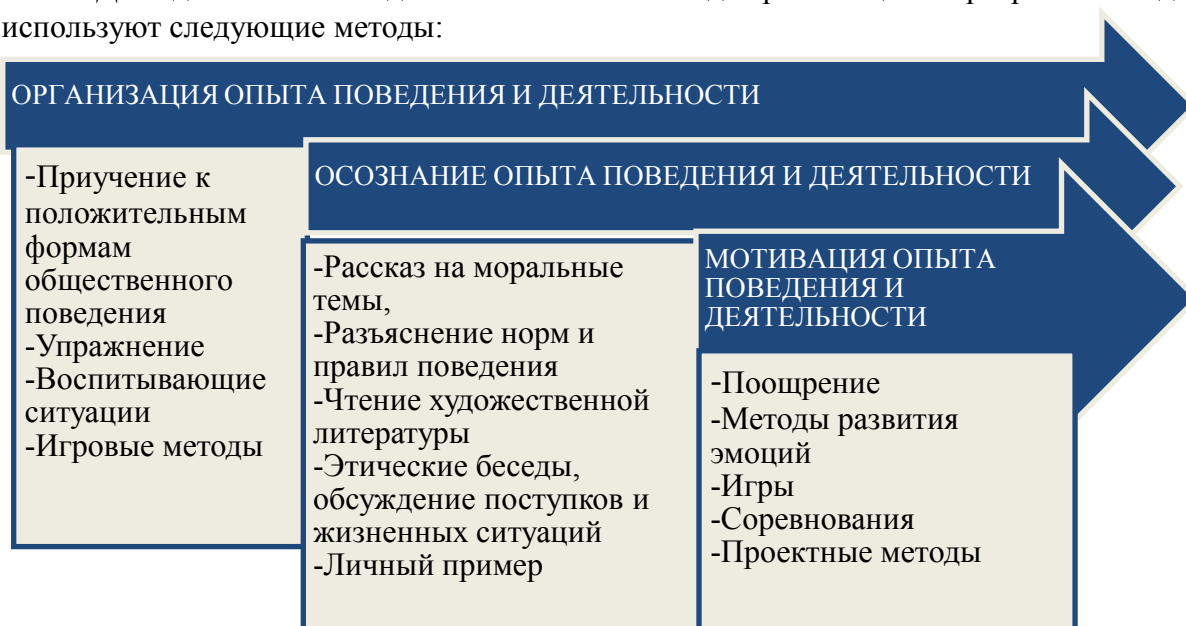 используют следующие методы:
ОРГАНИЗАЦИЯ ОПЫТА ПОВЕДЕНИЯ И ДЕЯТЕЛЬНОСТИ
-Приучение к
положительным
формам
общественного
поведения
-Упражнение
-Воспитывающие
ситуации
-Игровые методы
ОСОЗНАНИЕ ОПЫТА ПОВЕДЕНИЯ И ДЕЯТЕЛЬНОСТИ
-Рассказ на моральные
темы,
-Разъяснение норм и
правил поведения
-Чтение художественной
литературы
-Этические беседы,
обсуждение поступков и
жизненных ситуаций
-Личный пример
МОТИВАЦИЯ ОПЫТА
ПОВЕДЕНИЯ И
ДЕЯТЕЛЬНОСТИ
-Поощрение
-Методы развития
эмоций
-Игры
-Соревнования
-Проектные методы